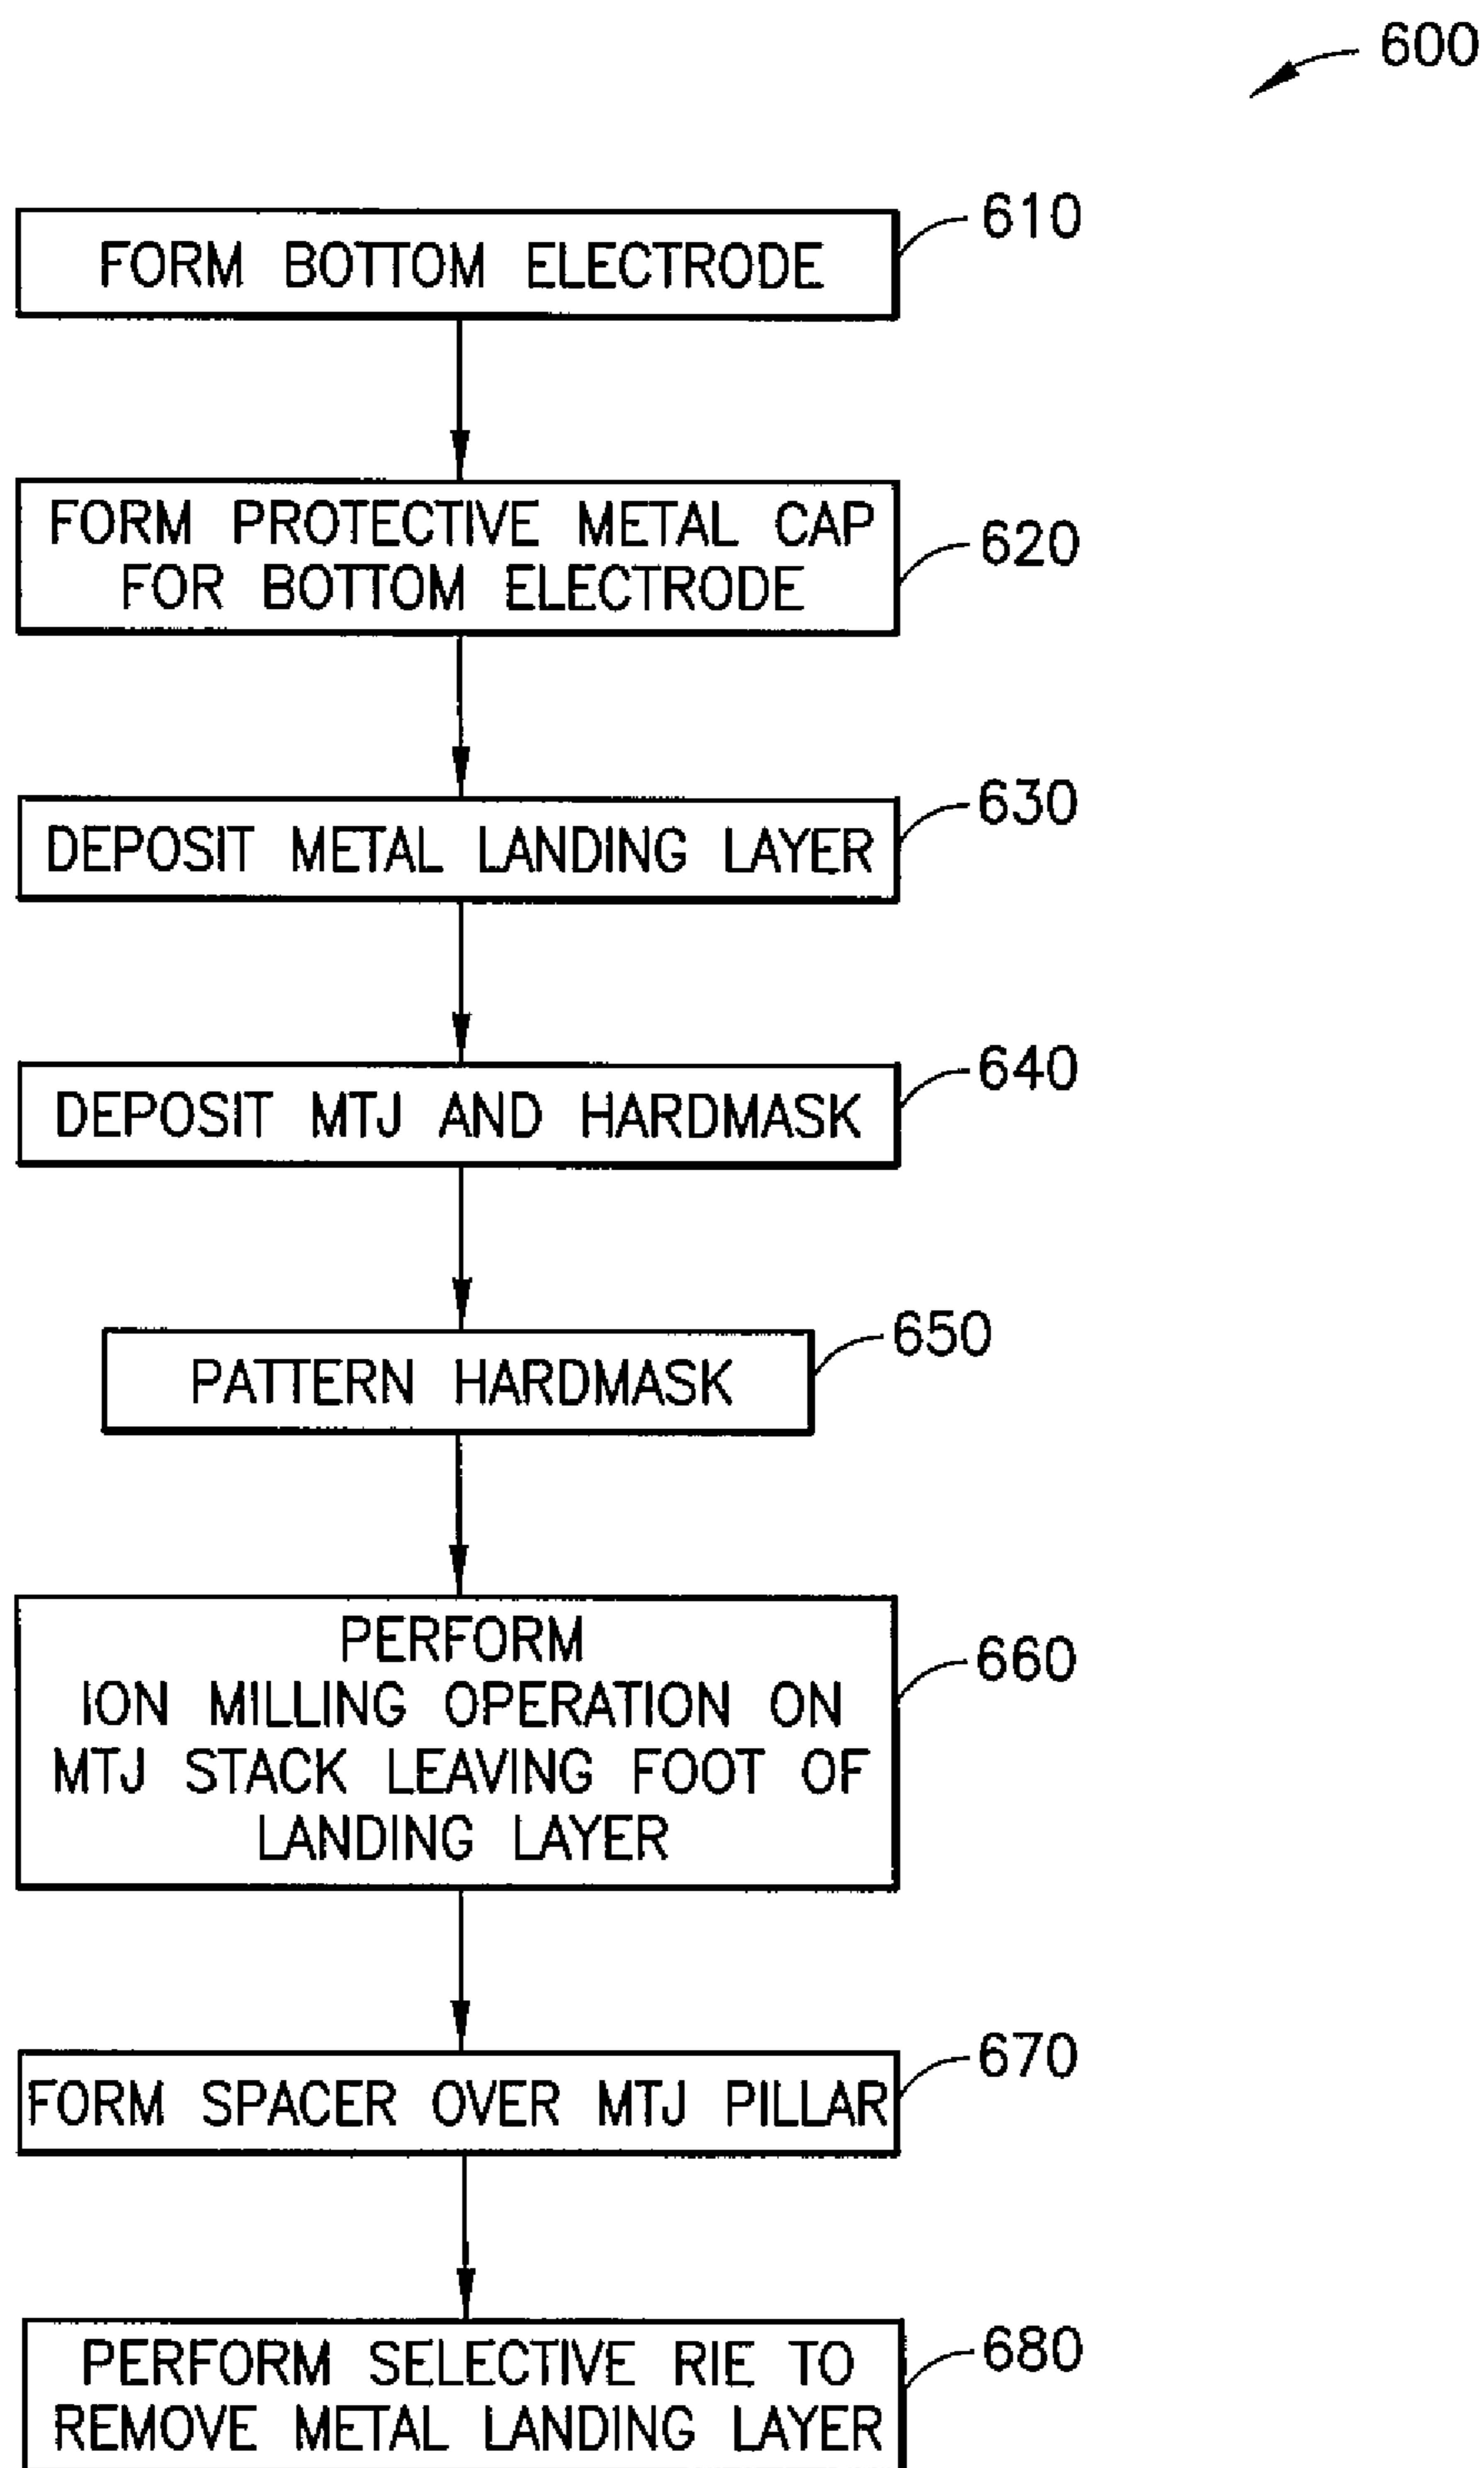 600
FORM BOTTOM ELECTRODE
610
FORM PROTECTIVE METAL CAP
FOR BOTTOM ELECTRODE
620
DEPOSIT METAL LANDING LAYER
630
DEPOSIT MTJ AND HARDMASK
640
PATTERN HARDMASK
650
PERFORM
ION MILLING OPERATION ON
MTJ STACK LEAVING FOOT OF
LANDING LAYER
660
FORM SPACER OVER MTJ PILLAR
670
PERFORM SELECTIVE RIE TO
REMOVE METAL LANDING LAYER
680